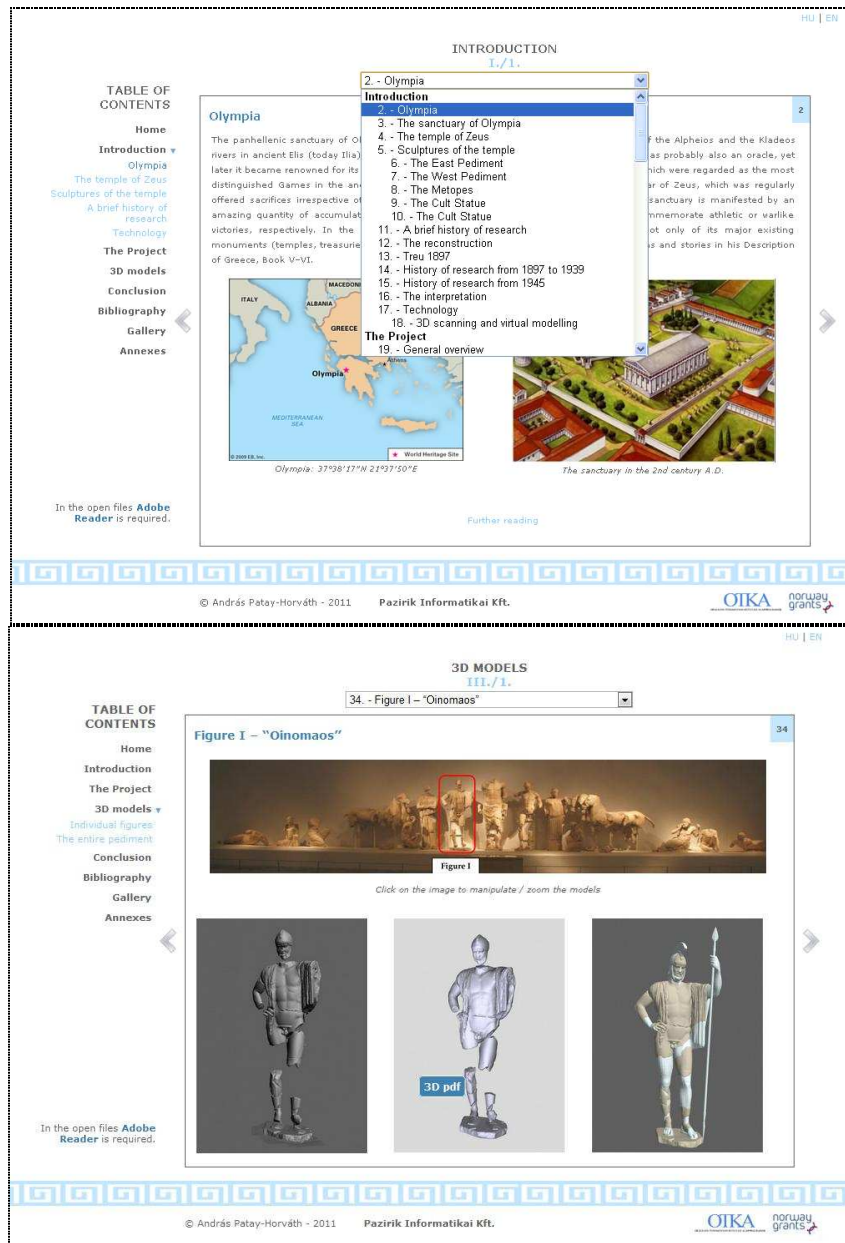 HU | EN
INTRODUCTION
I./1.
2. - Olympia
TABLE OF
CONTENTS
Home
Introduction
Olympia
The temple of Zeus
Sculptures of the temple
A brief history of
research
Technology
The Project
3D models
Conclusion
Bibliography
Gallery
Annexes
In the open files Adobe
Reader is required.
Introduction
2. - Olympia
3. - The sanctuary of Olympia
4. - The temple of Zeus
5. - Sculptures of the temple
6. - The East Pediment
7. - The West Pediment
8. - The Metopes
9. - The Cult Statue
10. - The Cult Statue
11. - A brief history of research
12. - The reconstruction
13. - Treu 1897
14. - History of research from 1897 to 1939
15. - History of research from 1945
16. - The interpretation
17. - Technology
18. - 3D scanning and virtual modelling
The Project
19. - General overview
Olympia
2
The panhellenic sanctuary of the Alpheios and the Kladeos
rivers in ancient Elis (today Ilia) as probably also an oracle, yet
later it became renowned for its which were regarded as the most
distinguished Games in the of Zeus, which was regularly
offered sacrifices irrespective sanctuary is manifested by an
amazing quantity of commemorate athletic or warlike
victories, respectively. In the not only of its major existing
monuments (temples, and stories in his Description
of Greece, Book V-VI.
ITALY
ALBANIA
GREECE
Athens
Olympia
MEDITERRANEAN
SEA
© 2009 EB, Inc.
World Heritage Site
Olympia: 37°38'17"N 21°37'50"E
The sanctuary in the 2nd century A.D.
Further reading
© András Patay-Horváth - 2011 Pazirik Informatikai Kft.
OTKA
norway
grants
HU | EN
3D MODELS
III./1.
34. - Figure I – “Oinomaos”
TABLE OF
CONTENTS
Home
Introduction
The Project
3D models
Individual figures
The entire pediment
Conclusion
Bibliography
Gallery
Annexes
In the open files Adobe
Reader is required.
Figure I – “Oinomaos”
34
Figure I
Click on the image to manipulate / zoom the models
3D pdf
© András Patay-Horváth - 2011 Pazirik Informatikai Kft.
OTKA
norway
grants